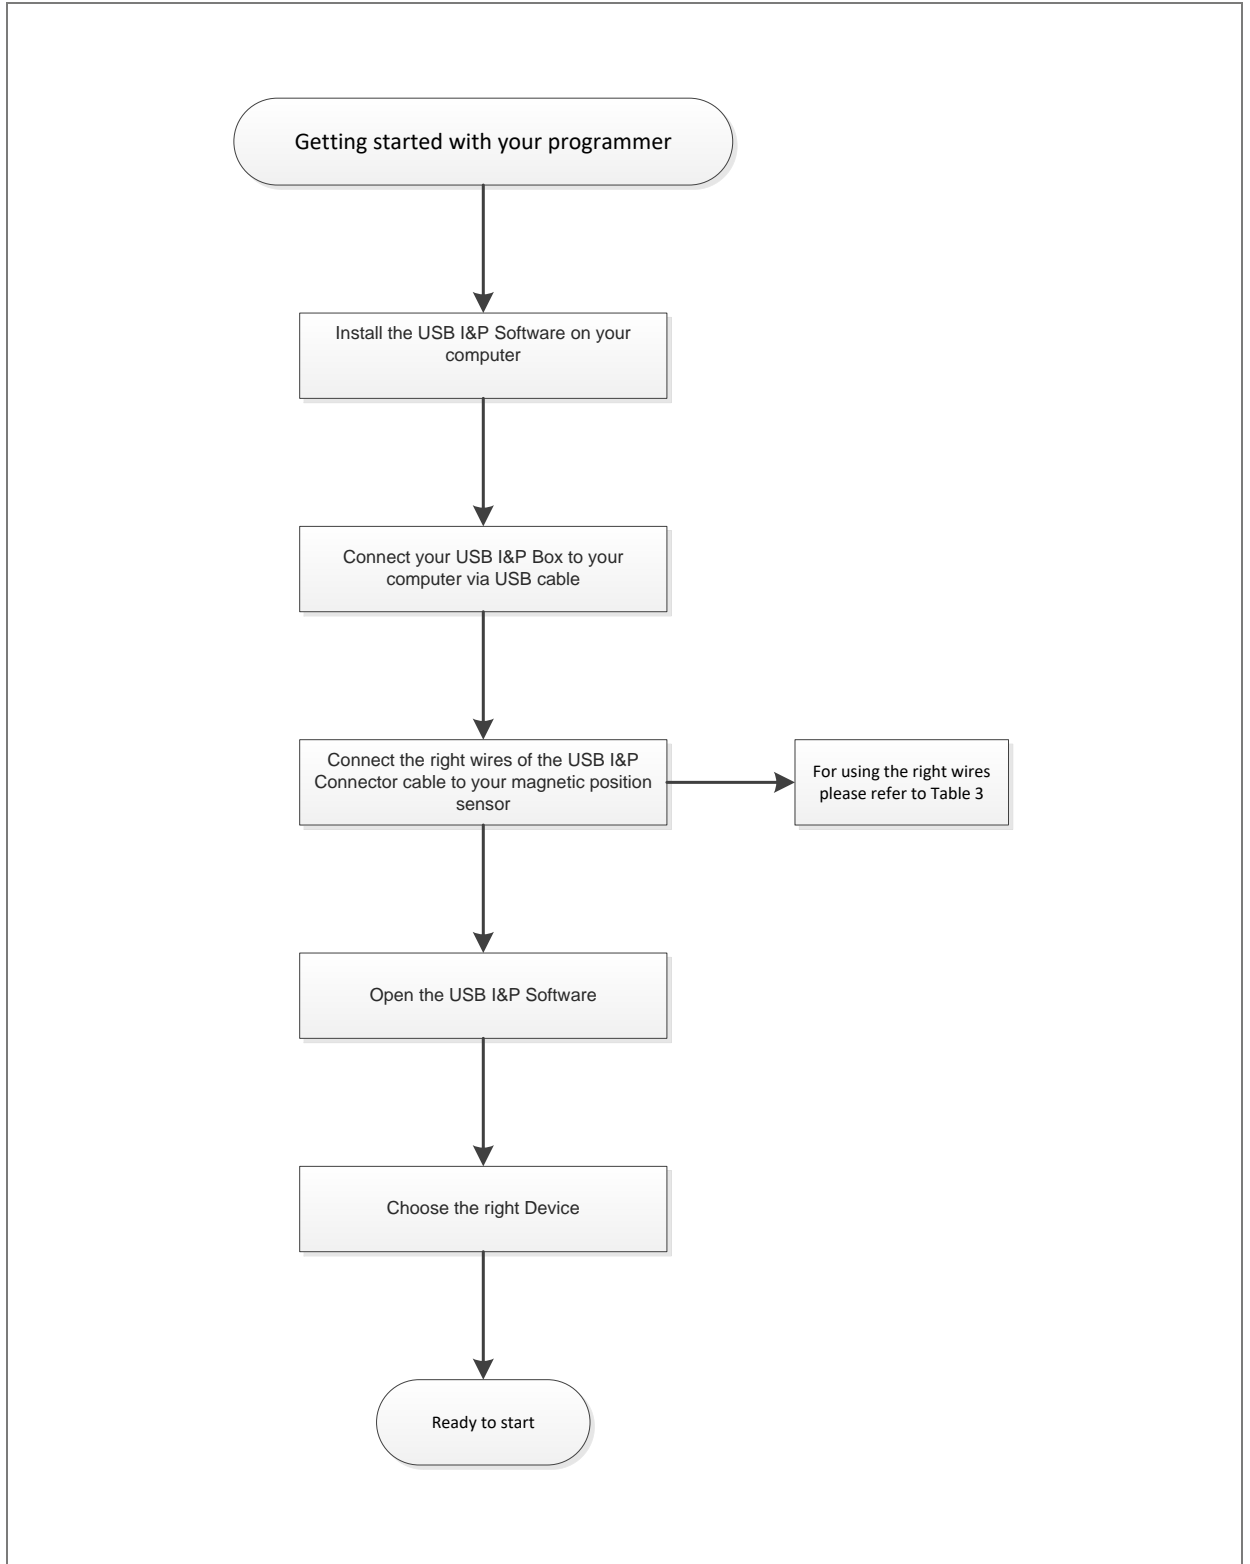 Getting started with your programmer
Install the USB I&P Software on your
computer
Connect your USB I&P Box to your
computer via USB cable
Connect the right wires of the USB I&P
Connector cable to your magnetic position
sensor
For using the right wires
please refer to Table 3
Open the USB I&P Software
Choose the right Device
Ready to start